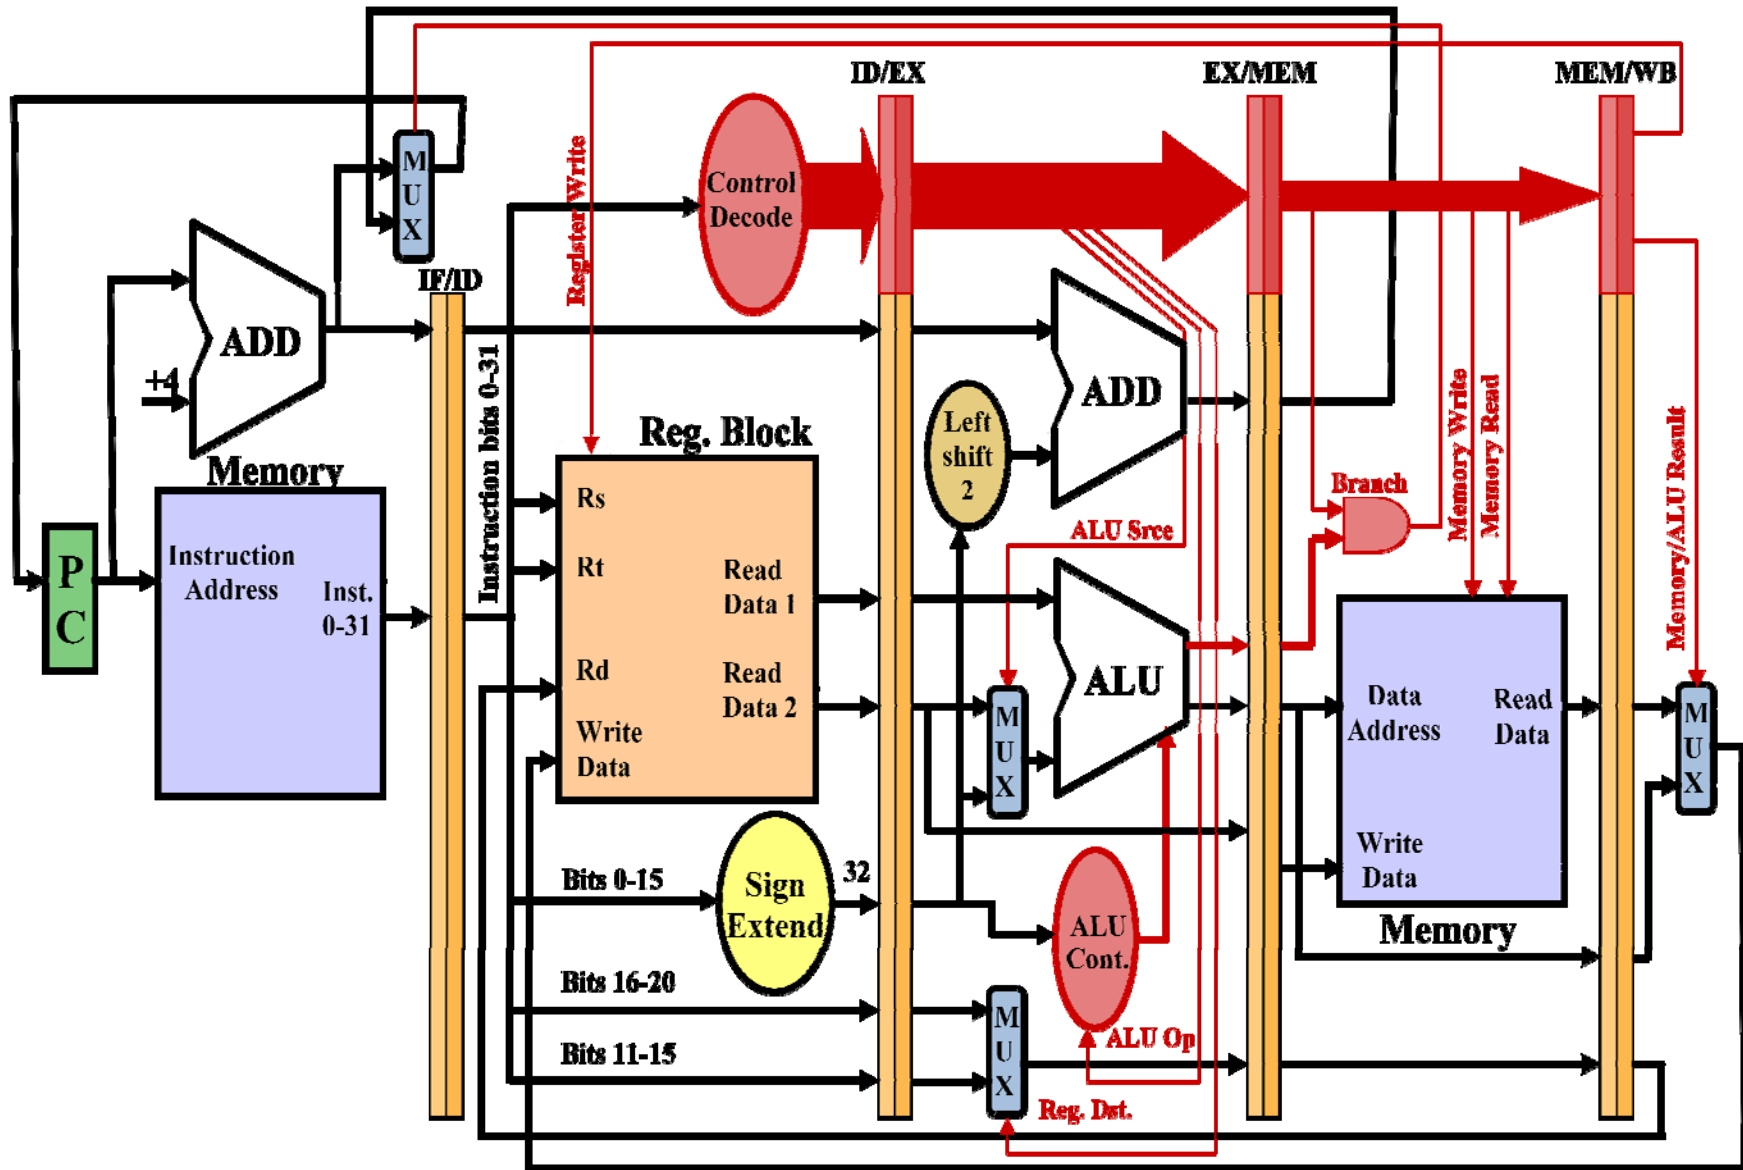 ID/EX
EX/MEM
MEM/WB
M
U
X
Control
Decode
Register Write
IF/ID
ADD
+4
Instruction bits 0-31
ADD
Left
shift
2
Reg. Block
Memory
Instruction
Address
Inst.
0-31
P
C
Rs
Rt
Read
Data 1
Rd
Read
Data 2
Write
Data
ALU Srce
Branch
Memory Write
Memory Read
Memory/ALU Result
M
U
X
ALU
Data
Address
Read
Data
Write
Data
Memory
M
U
X
Bits 0-15
Sign
Extend
32
ALU
Cont.
Bits 16-20
Bits 11-15
M
U
X
ALU Op
Reg. Dst.